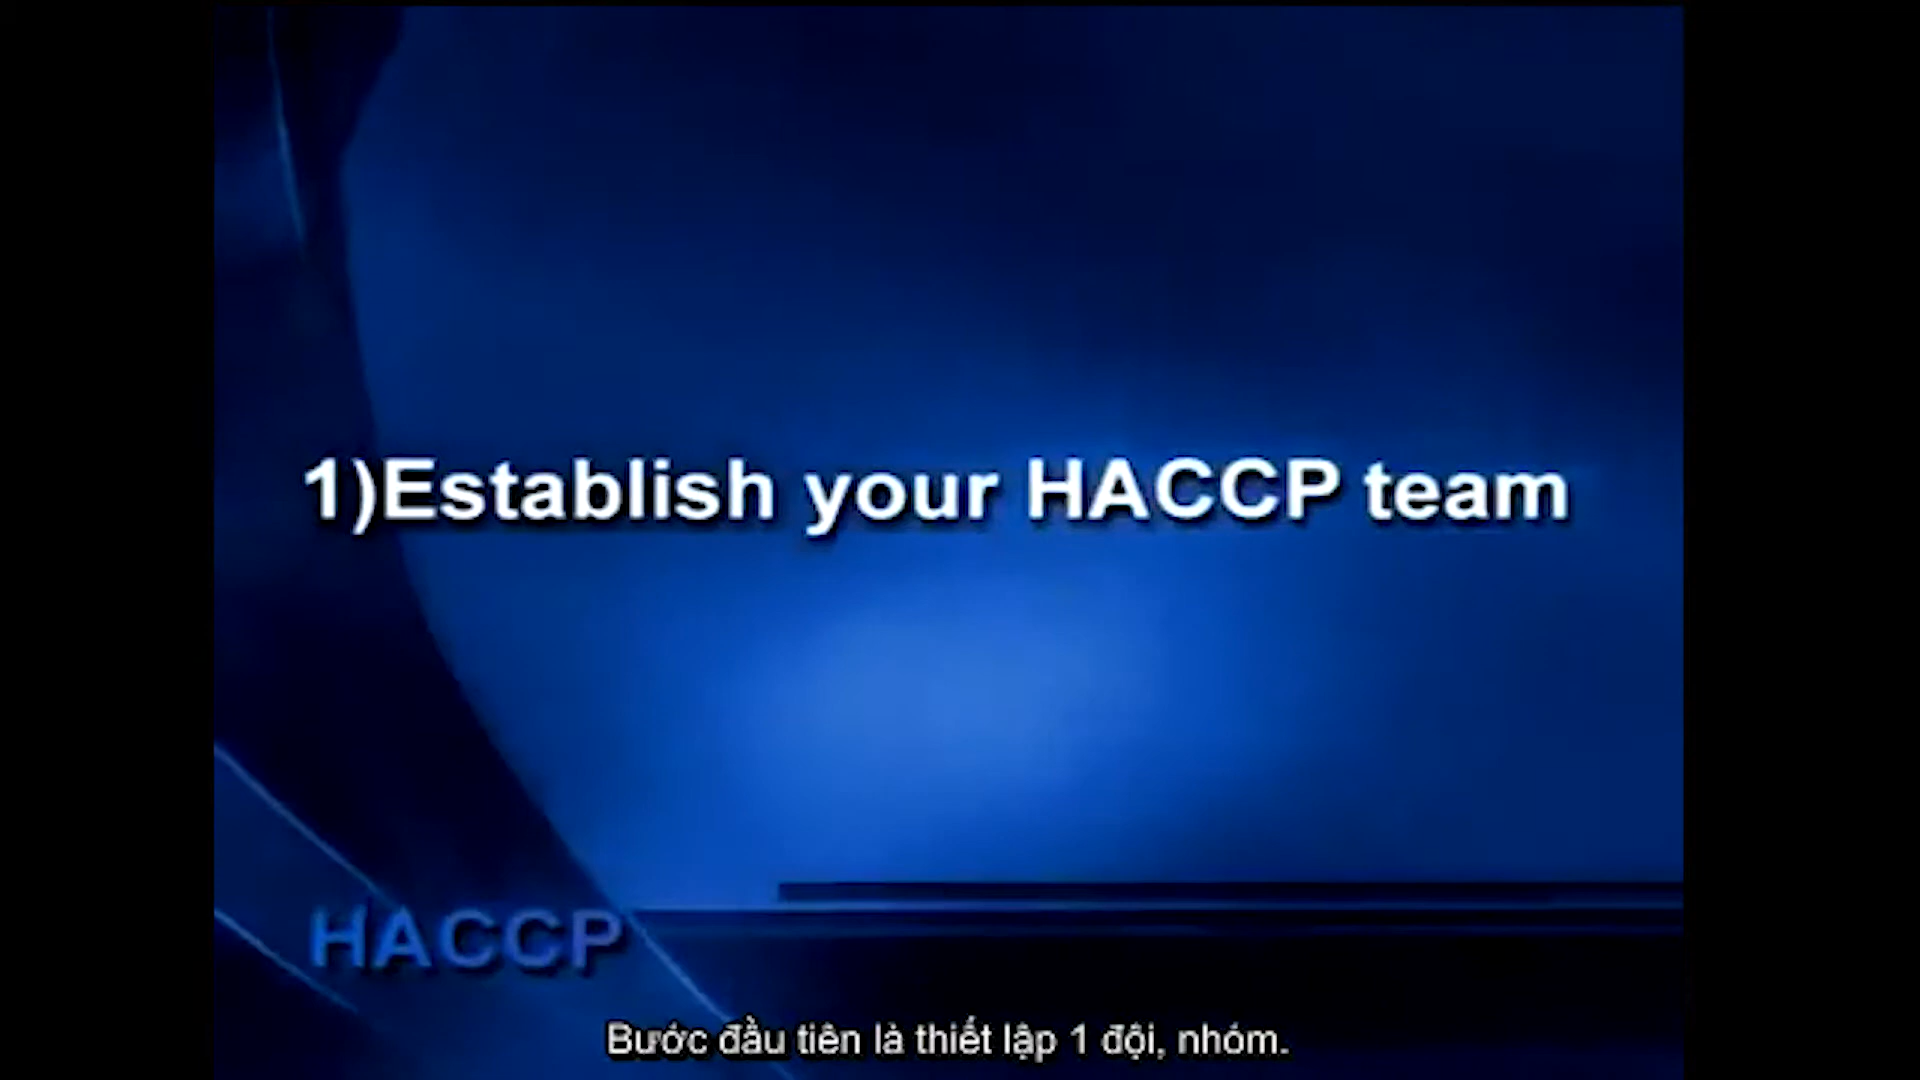 1)Establish your HACCP team
HACCP
Bước đầu tiên là thiết lập 1 đội, nhóm.